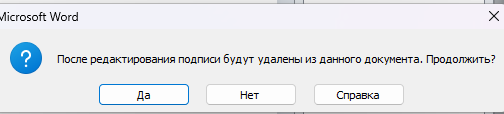 Microsoft Word
После редактирования подписи будут удалены из данного документа. Продолжить?
Да
Нет
Справка